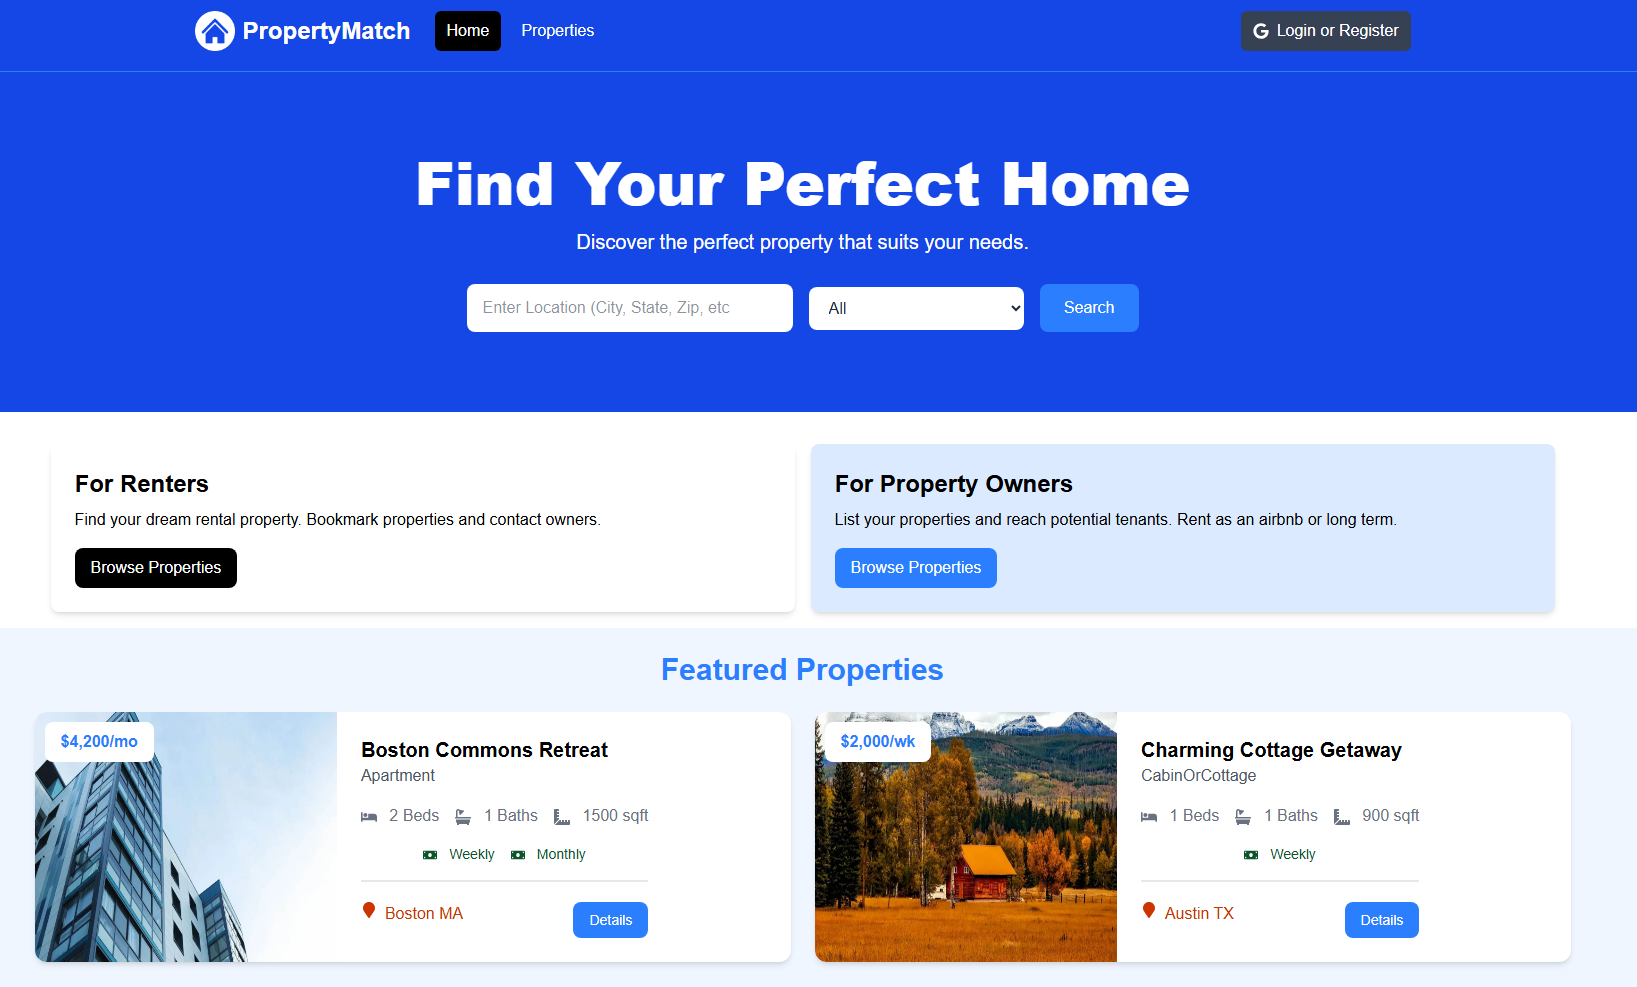 PropertyMatch
Home
Properties
Login or Register
Find Your Perfect Home
Discover the perfect property that suits your needs.
Enter Location (City, State, Zip, etc
All
Search
For Renters
Find your dream rental property. Bookmark properties and contact owners.
Browse Properties
For Property Owners
List your properties and reach potential tenants. Rent as an airbnb or long term.
Browse Properties
Featured Properties
$4,200/mo
Boston Commons Retreat
Apartment
2 Beds 1 Baths 1500 sqft
Weekly Monthly
Boston MA
Details
$2,000/wk
Charming Cottage Getaway
CabinOrCottage
1 Beds 1 Baths 900 sqft
Weekly
Austin TX
Details